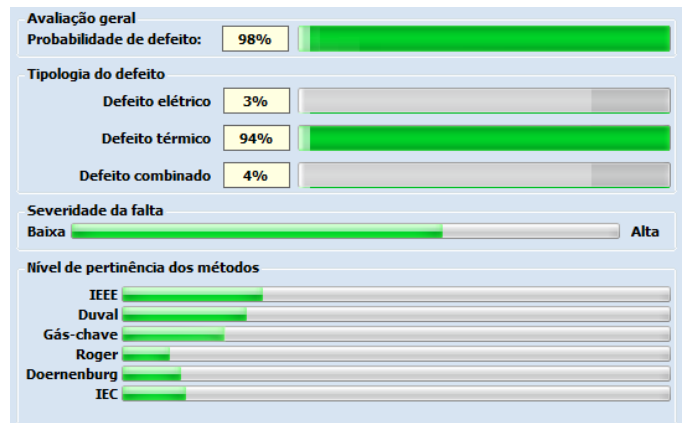 Avaliação geral
Probabilidade de defeito: 98%
Tipologia do defeito
Defeito elétrico 3%
Defeito térmico 94%
Defeito combinado 4%
Severidade da falta
Baixa Alta
Nível de pertinência dos métodos
IEEE
Duval
Gás-chave
Roger
Doernenburg
IEC